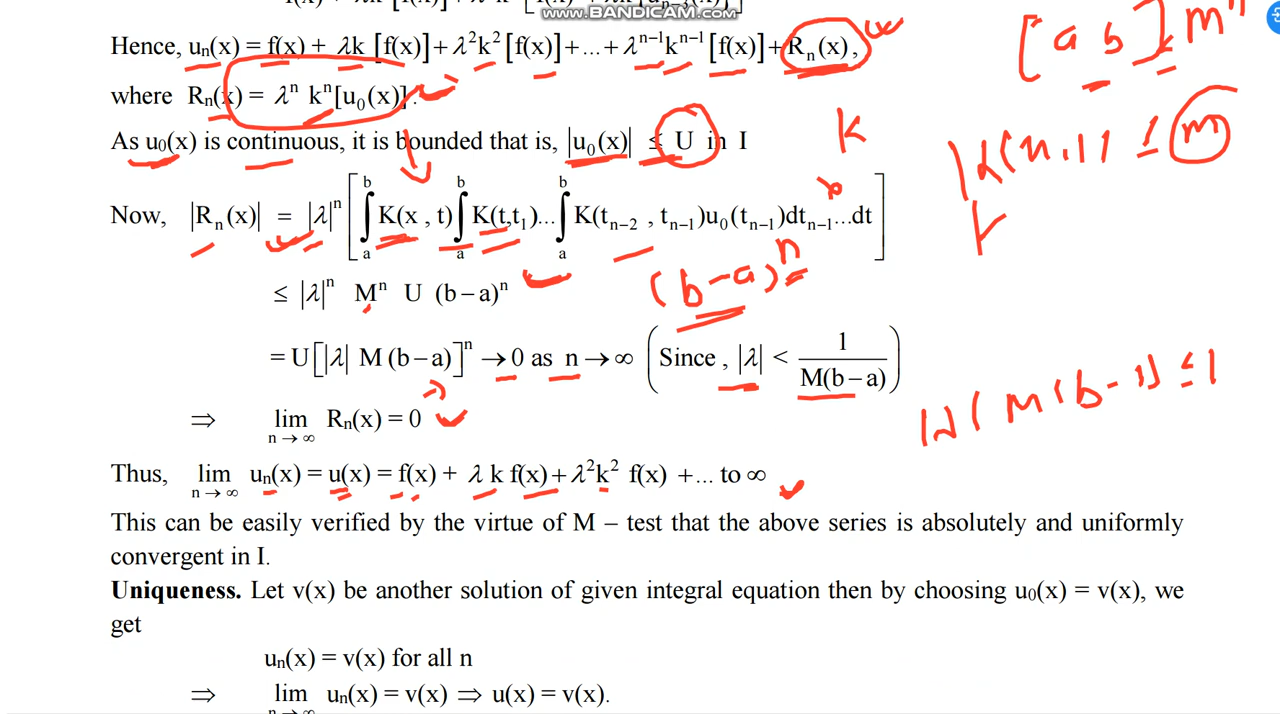 www.BANDICAM.com
Hence, uₙ(x) = f(x) + λk [f(x)] + λ²k² [f(x)] + ... + λⁿ⁻¹kⁿ⁻¹ [f(x)] + Rₙ(x),
where Rₙ(x) = λⁿ kⁿ[u₀(x)].
As u₀(x) is continuous, it is bounded that is, |u₀(x)| ≤ U in I
Now, |Rₙ(x)| = |λ|ⁿ [∫ₐᵇ K(x , t) ∫ₐᵇ K(t,t₁)... ∫ₐᵇ K(tₙ₋₂ , tₙ₋₁)u₀(tₙ₋₁)dtₙ₋₁...dt]
≤ |λ|ⁿ Mⁿ U (b – a)ⁿ
= U[|λ| M (b – a)]ⁿ → 0 as n → ∞ (Since , |λ| < 1/M(b – a))
⇒ lim n → ∞ Rₙ(x) = 0
Thus, lim n → ∞ uₙ(x) = u(x) = f(x) + λ k f(x) + λ²k² f(x) + ... to ∞
This can be easily verified by the virtue of M – test that the above series is absolutely and uniformly
convergent in I.
Uniqueness. Let v(x) be another solution of given integral equation then by choosing u₀(x) = v(x), we
get
uₙ(x) = v(x) for all n
⇒ lim n → ∞ uₙ(x) = v(x) ⇒ u(x) = v(x).
[a b]
mⁿ
k
(b-a)ⁿ